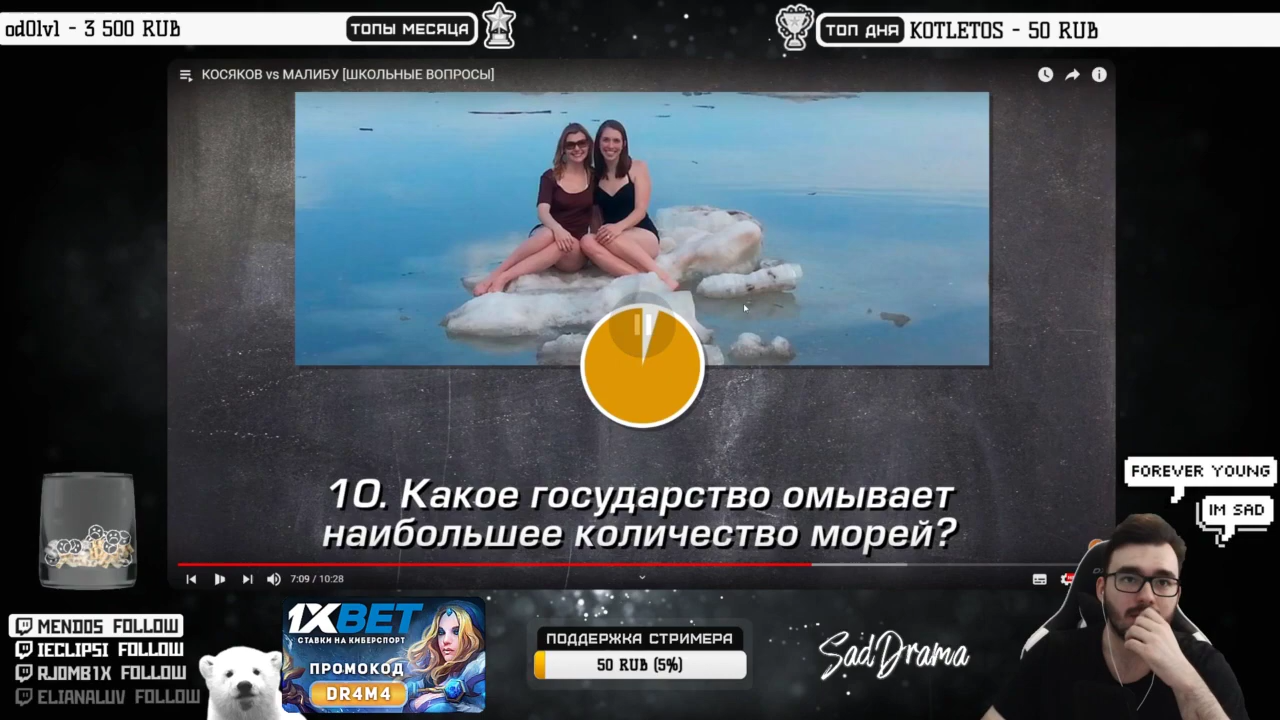 od0lvl - 3 500 RUB
ТОПЫ МЕСЯЦА
ТОП ДНЯ
KOTLETOS - 50 RUB
КОСЯКОВ vs МАЛИБУ [ШКОЛЬНЫЕ ВОПРОСЫ]
10. Какое государство омывает
наибольшее количество морей?
7:09 / 10:28
FOREVER YOUNG
IM SAD
MENDOS FOLLOW
IECLIPSI FOLLOW
RJOMB1X FOLLOW
ELIANALUV FOLLOW
1XBET
СТАВКИ НА КИБЕРСПОРТ
ПРОМОКОД
DR4M4
ПОДДЕРЖКА СТРИМЕРА
50 RUB (5%)
SadDrama